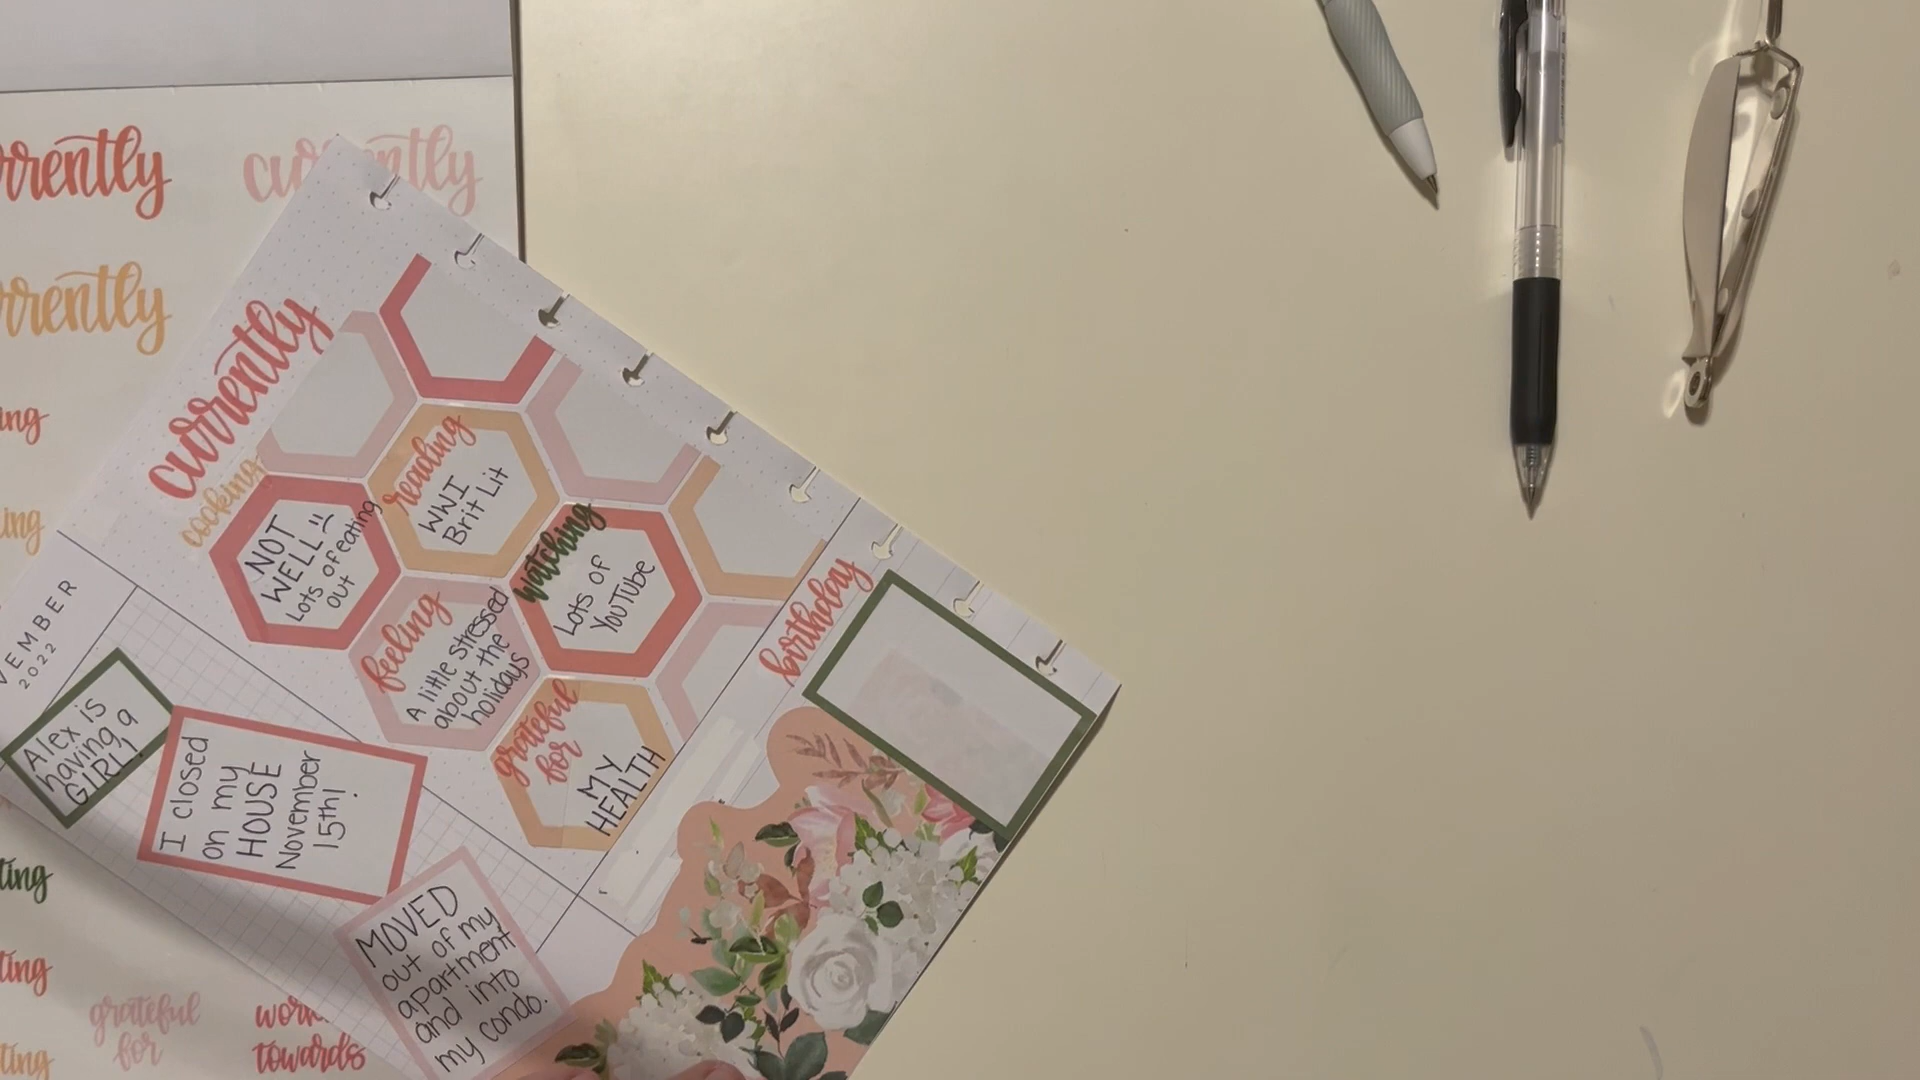 currently
currently
currently
currently
cooking
NOT
WELL
Lots of eating
out
reading
WWI
Brit Lit
watching
Lots of
YouTube
feeling
A little stressed
about the
holidays
grateful
for
MY
HEALTH
birthday
2022
Alex is
having a
GIRL!
I closed
on my
HOUSE
November
15th!
MOVED
out of my
apartment
and into
my condo.
grateful
for
towards